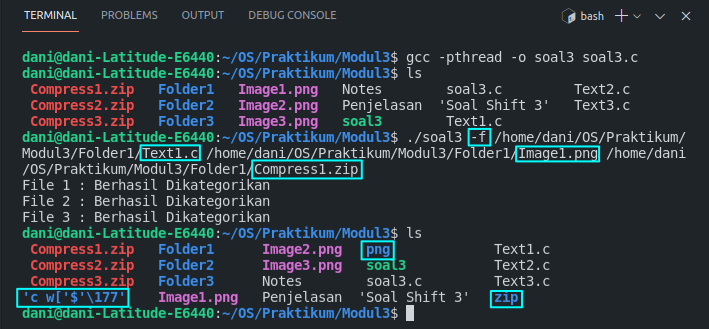 TERMINAL PROBLEMS OUTPUT DEBUG CONSOLE bash
dani@dani-Latitude-E6440:~/OS/Praktikum/Modul3$ gcc -pthread -o soal3 soal3.c
dani@dani-Latitude-E6440:~/OS/Praktikum/Modul3$ ls
Compress1.zip Folder1 Image1.png Notes soal3.c Text2.c
Compress2.zip Folder2 Image2.png Penjelasan 'Soal Shift 3' Text3.c
Compress3.zip Folder3 Image3.png soal3 Text1.c
dani@dani-Latitude-E6440:~/OS/Praktikum/Modul3$ ./soal3 -f /home/dani/OS/Praktikum/
Modul3/Folder1/Text1.c /home/dani/OS/Praktikum/Modul3/Folder1/Image1.png /home/dani
/OS/Praktikum/Modul3/Folder1/Compress1.zip
File 1 : Berhasil Dikategorikan
File 2 : Berhasil Dikategorikan
File 3 : Berhasil Dikategorikan
dani@dani-Latitude-E6440:~/OS/Praktikum/Modul3$ ls
Compress1.zip Folder1 Image2.png png Text1.c
Compress2.zip Folder2 Image3.png soal3 Text2.c
Compress3.zip Folder3 Notes soal3.c Text3.c
'c w['$'\177' Image1.png Penjelasan 'Soal Shift 3' zip
dani@dani-Latitude-E6440:~/OS/Praktikum/Modul3$